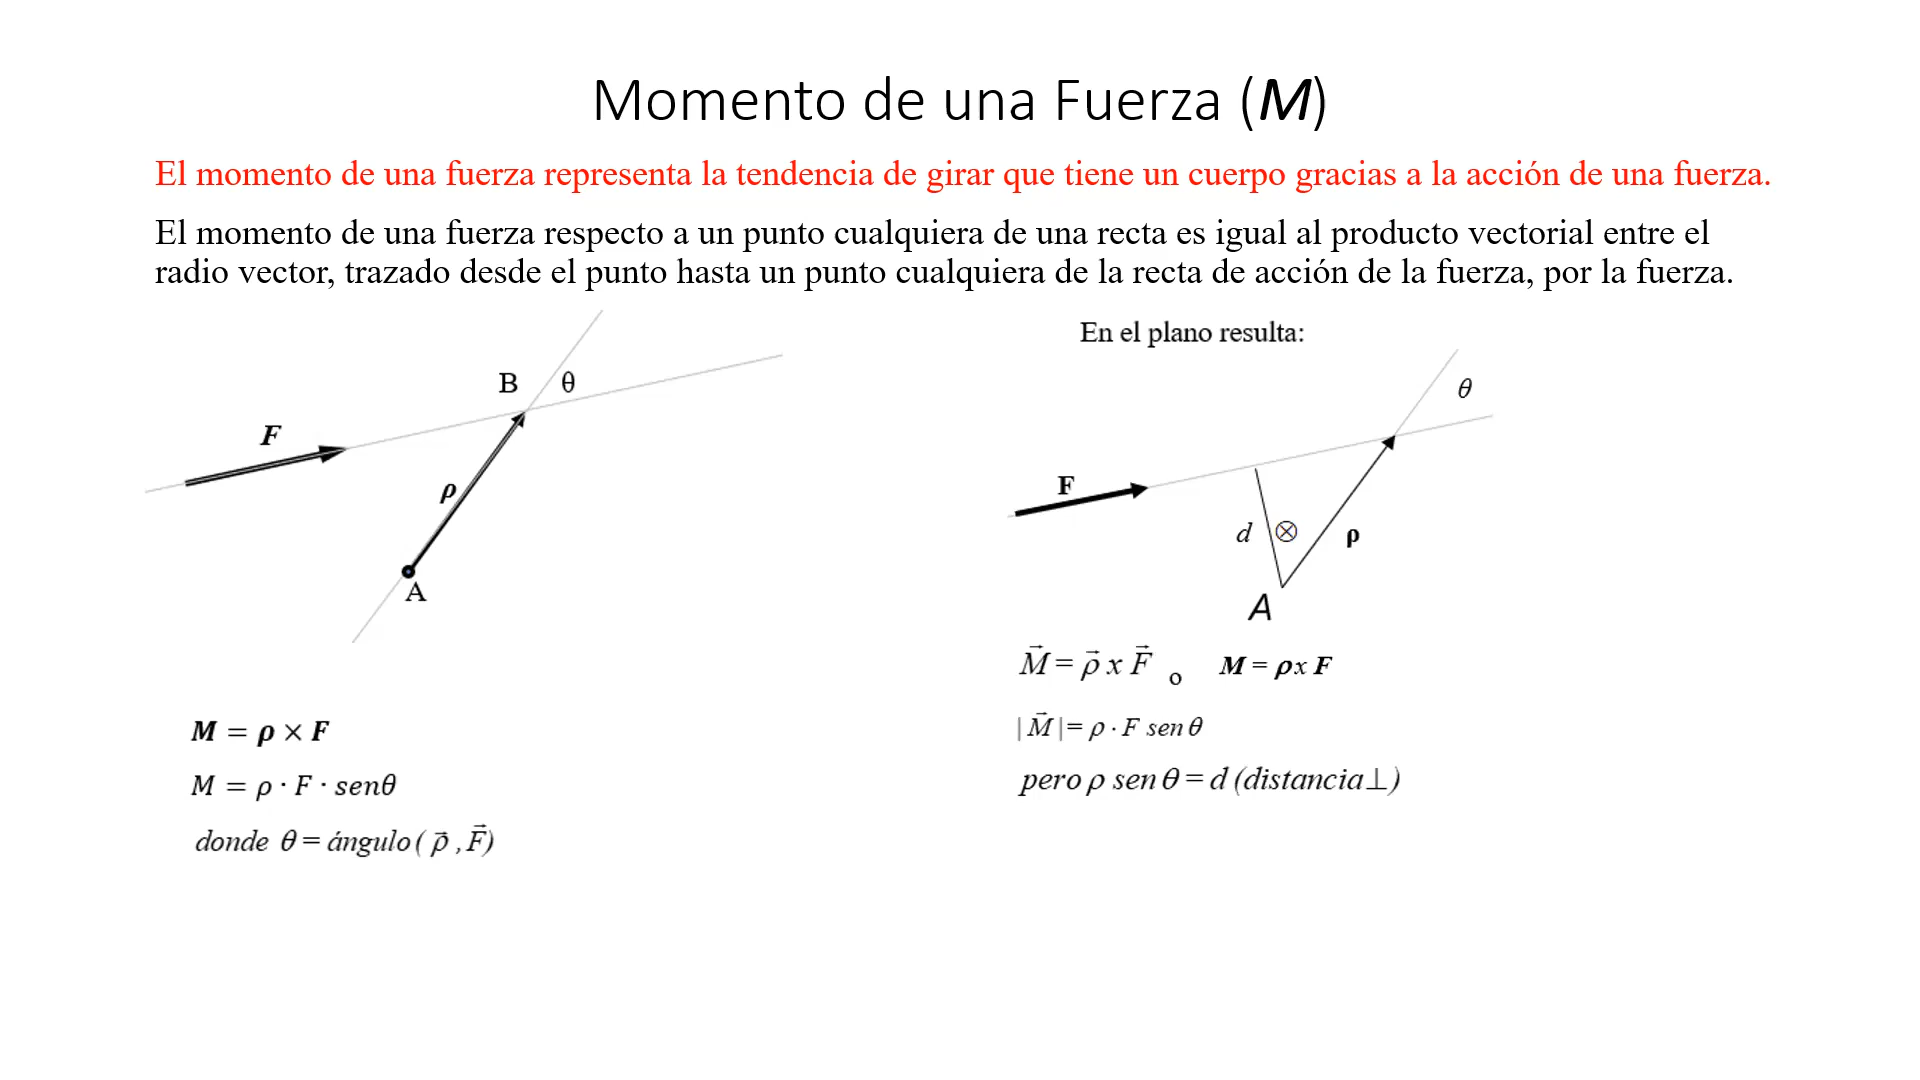 Momento de una Fuerza (M)
El momento de una fuerza representa la tendencia de girar que tiene un cuerpo gracias a la acción de una fuerza.
El momento de una fuerza respecto a un punto cualquiera de una recta es igual al producto vectorial entre el
radio vector, trazado desde el punto hasta un punto cualquiera de la recta de acción de la fuerza, por la fuerza.
B θ
F
ρ
A
M = ρ × F
M = ρ · F · senθ
donde θ = ángulo ( ρ⃗ , F⃗)
En el plano resulta:
θ
F
d ⊗ ρ
A
M⃗ = ρ⃗ x F⃗ o M = ρx F
| M⃗ |= ρ · F sen θ
pero ρ sen θ = d (distancia⊥)